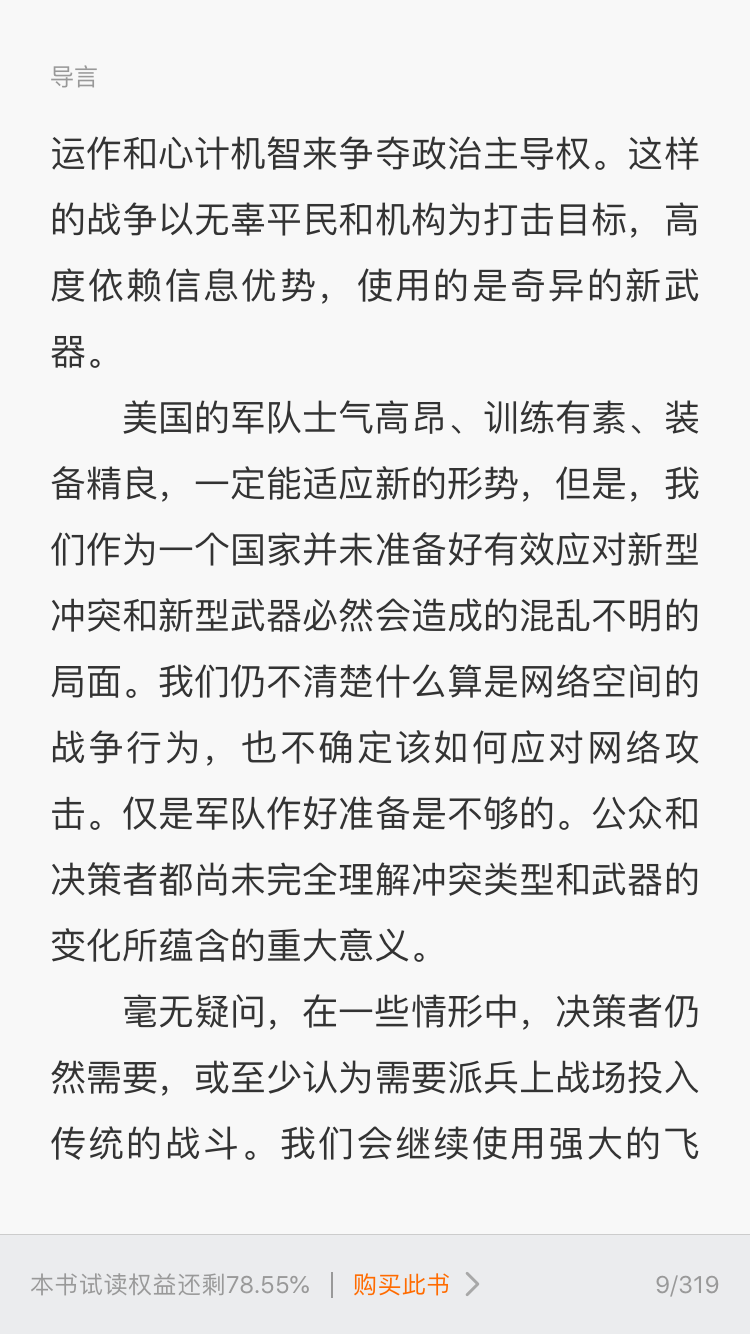 导言
运作和心计机智来争夺政治主导权。这样
的战争以无辜平民和机构为打击目标，高
度依赖信息优势，使用的是奇异的新武
器。
美国的军队士气高昂、训练有素、装
备精良，一定能适应新的形势，但是，我
们作为一个国家并未准备好有效应对新型
冲突和新型武器必然会造成的混乱不明的
局面。我们仍不清楚什么算是网络空间的
战争行为，也不确定该如何应对网络攻
击。仅是军队作好准备是不够的。公众和
决策者都尚未完全理解冲突类型和武器的
变化所蕴含的重大意义。
毫无疑问，在一些情形中，决策者仍
然需要，或至少认为需要派兵上战场投入
传统的战斗。我们会继续使用强大的飞
本书试读权益还剩78.55% | 购买此书 > 9/319